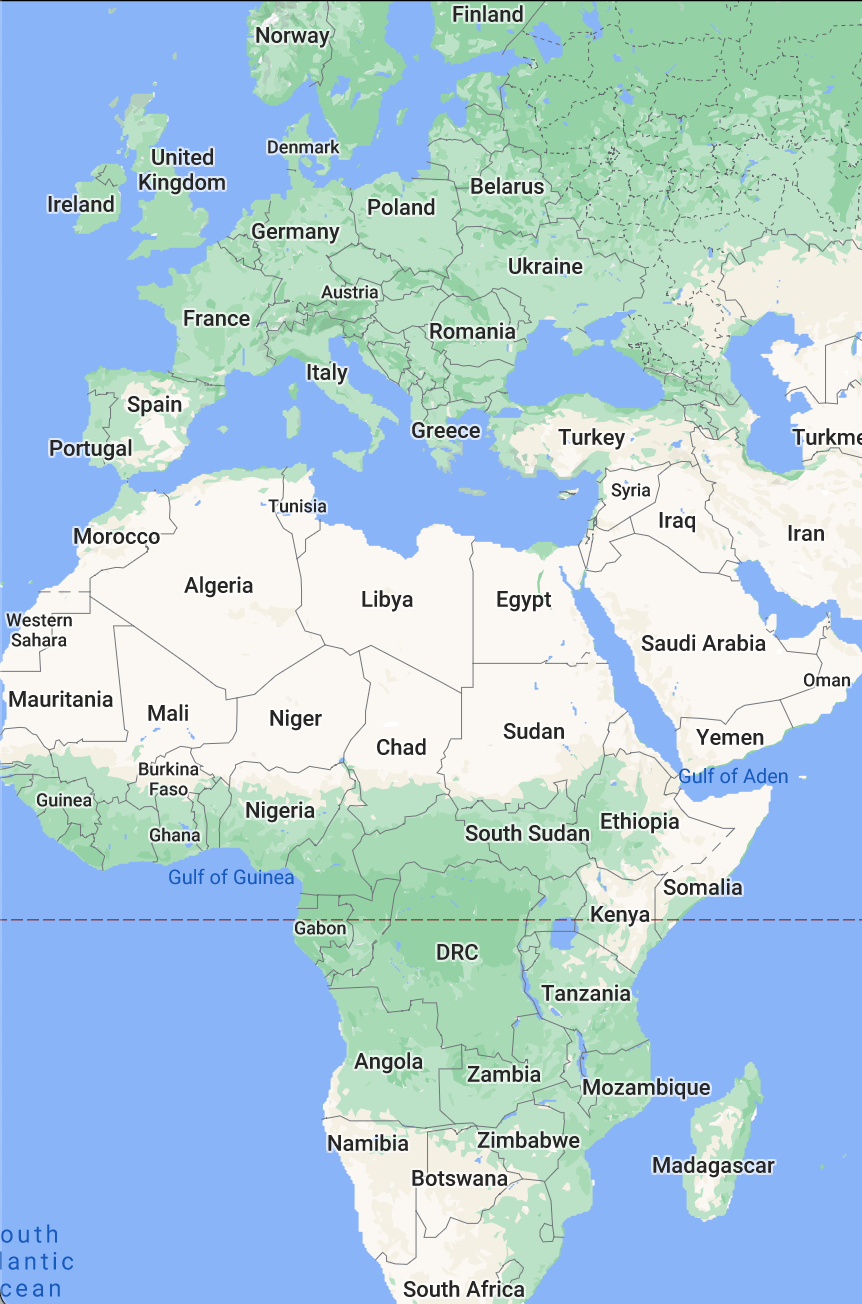 Finland
Norway
Denmark
United
Kingdom
Ireland
Belarus
Poland
Germany
Ukraine
Austria
France
Romania
Italy
Spain
Greece
Turkey
Turkme
Portugal
Syria
Tunisia
Iraq
Iran
Morocco
Algeria
Libya
Egypt
Western
Sahara
Saudi Arabia
Oman
Mauritania
Mali
Niger
Sudan
Yemen
Chad
Burkina
Faso
Gulf of Aden
Guinea
Nigeria
Ethiopia
Ghana
South Sudan
Gulf of Guinea
Somalia
Kenya
Gabon
DRC
Tanzania
Angola
Zambia
Mozambique
Namibia
Zimbabwe
Madagascar
Botswana
outh
lantic
cean
South Africa